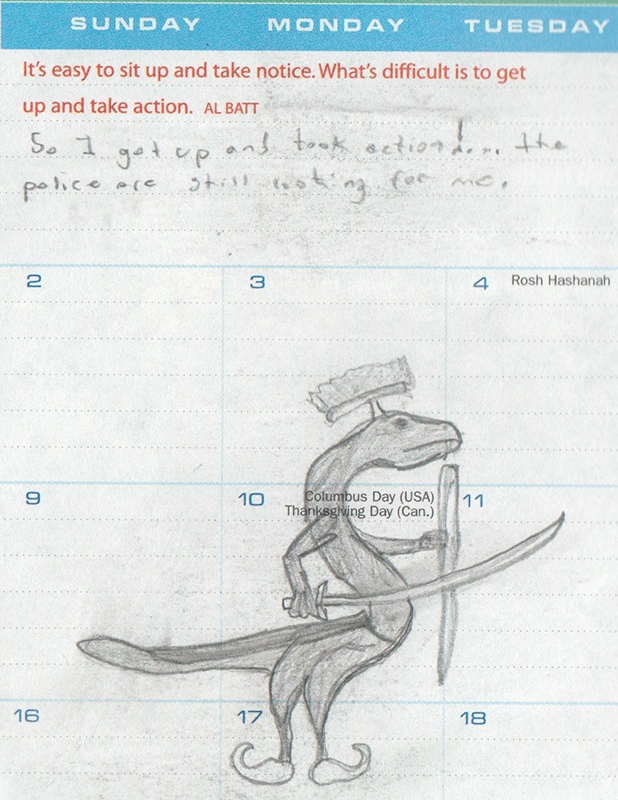 SUNDAY MONDAY TUESDAY
It's easy to sit up and take notice. What's difficult is to get
up and take action. AL BATT
So I got up and took action!... the
police are still looking for me.
2 3 4 Rosh Hashanah
9 10 Columbus Day (USA) 11
Thanksgiving Day (Can.)
16 17 18